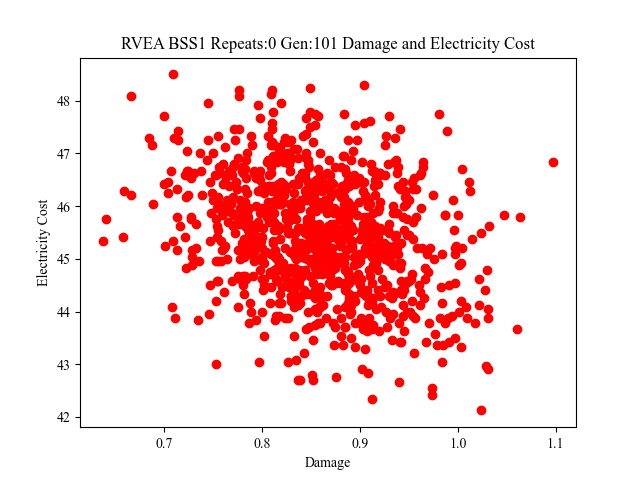 RVEA BSS1 Repeats:0 Gen:101 Damage and Electricity Cost
48
47
46
45
44
43
42
Electricity Cost
0.7 0.8 0.9 1.0 1.1
Damage